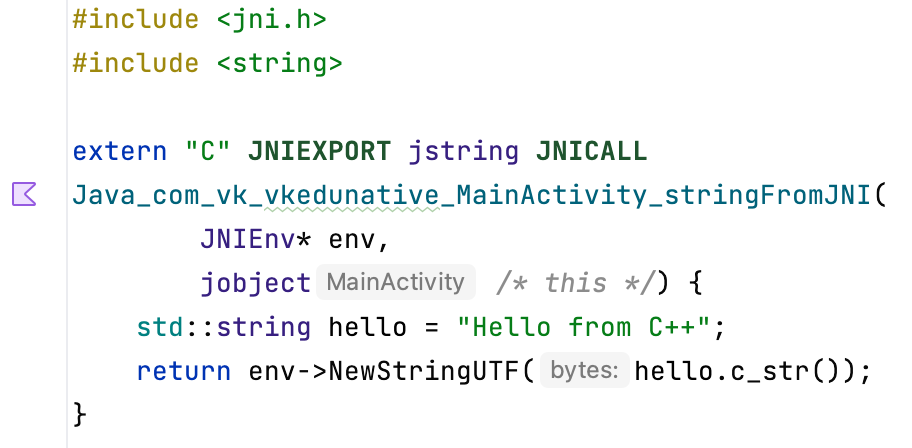 #include <jni.h>
#include <string>
extern "C" JNIEXPORT jstring JNICALL
Java_com_vk_vkedunative_MainActivity_stringFromJNI(
JNIEnv* env,
jobject MainActivity /* this */) {
std::string hello = "Hello from C++";
return env->NewStringUTF( bytes: hello.c_str());
}